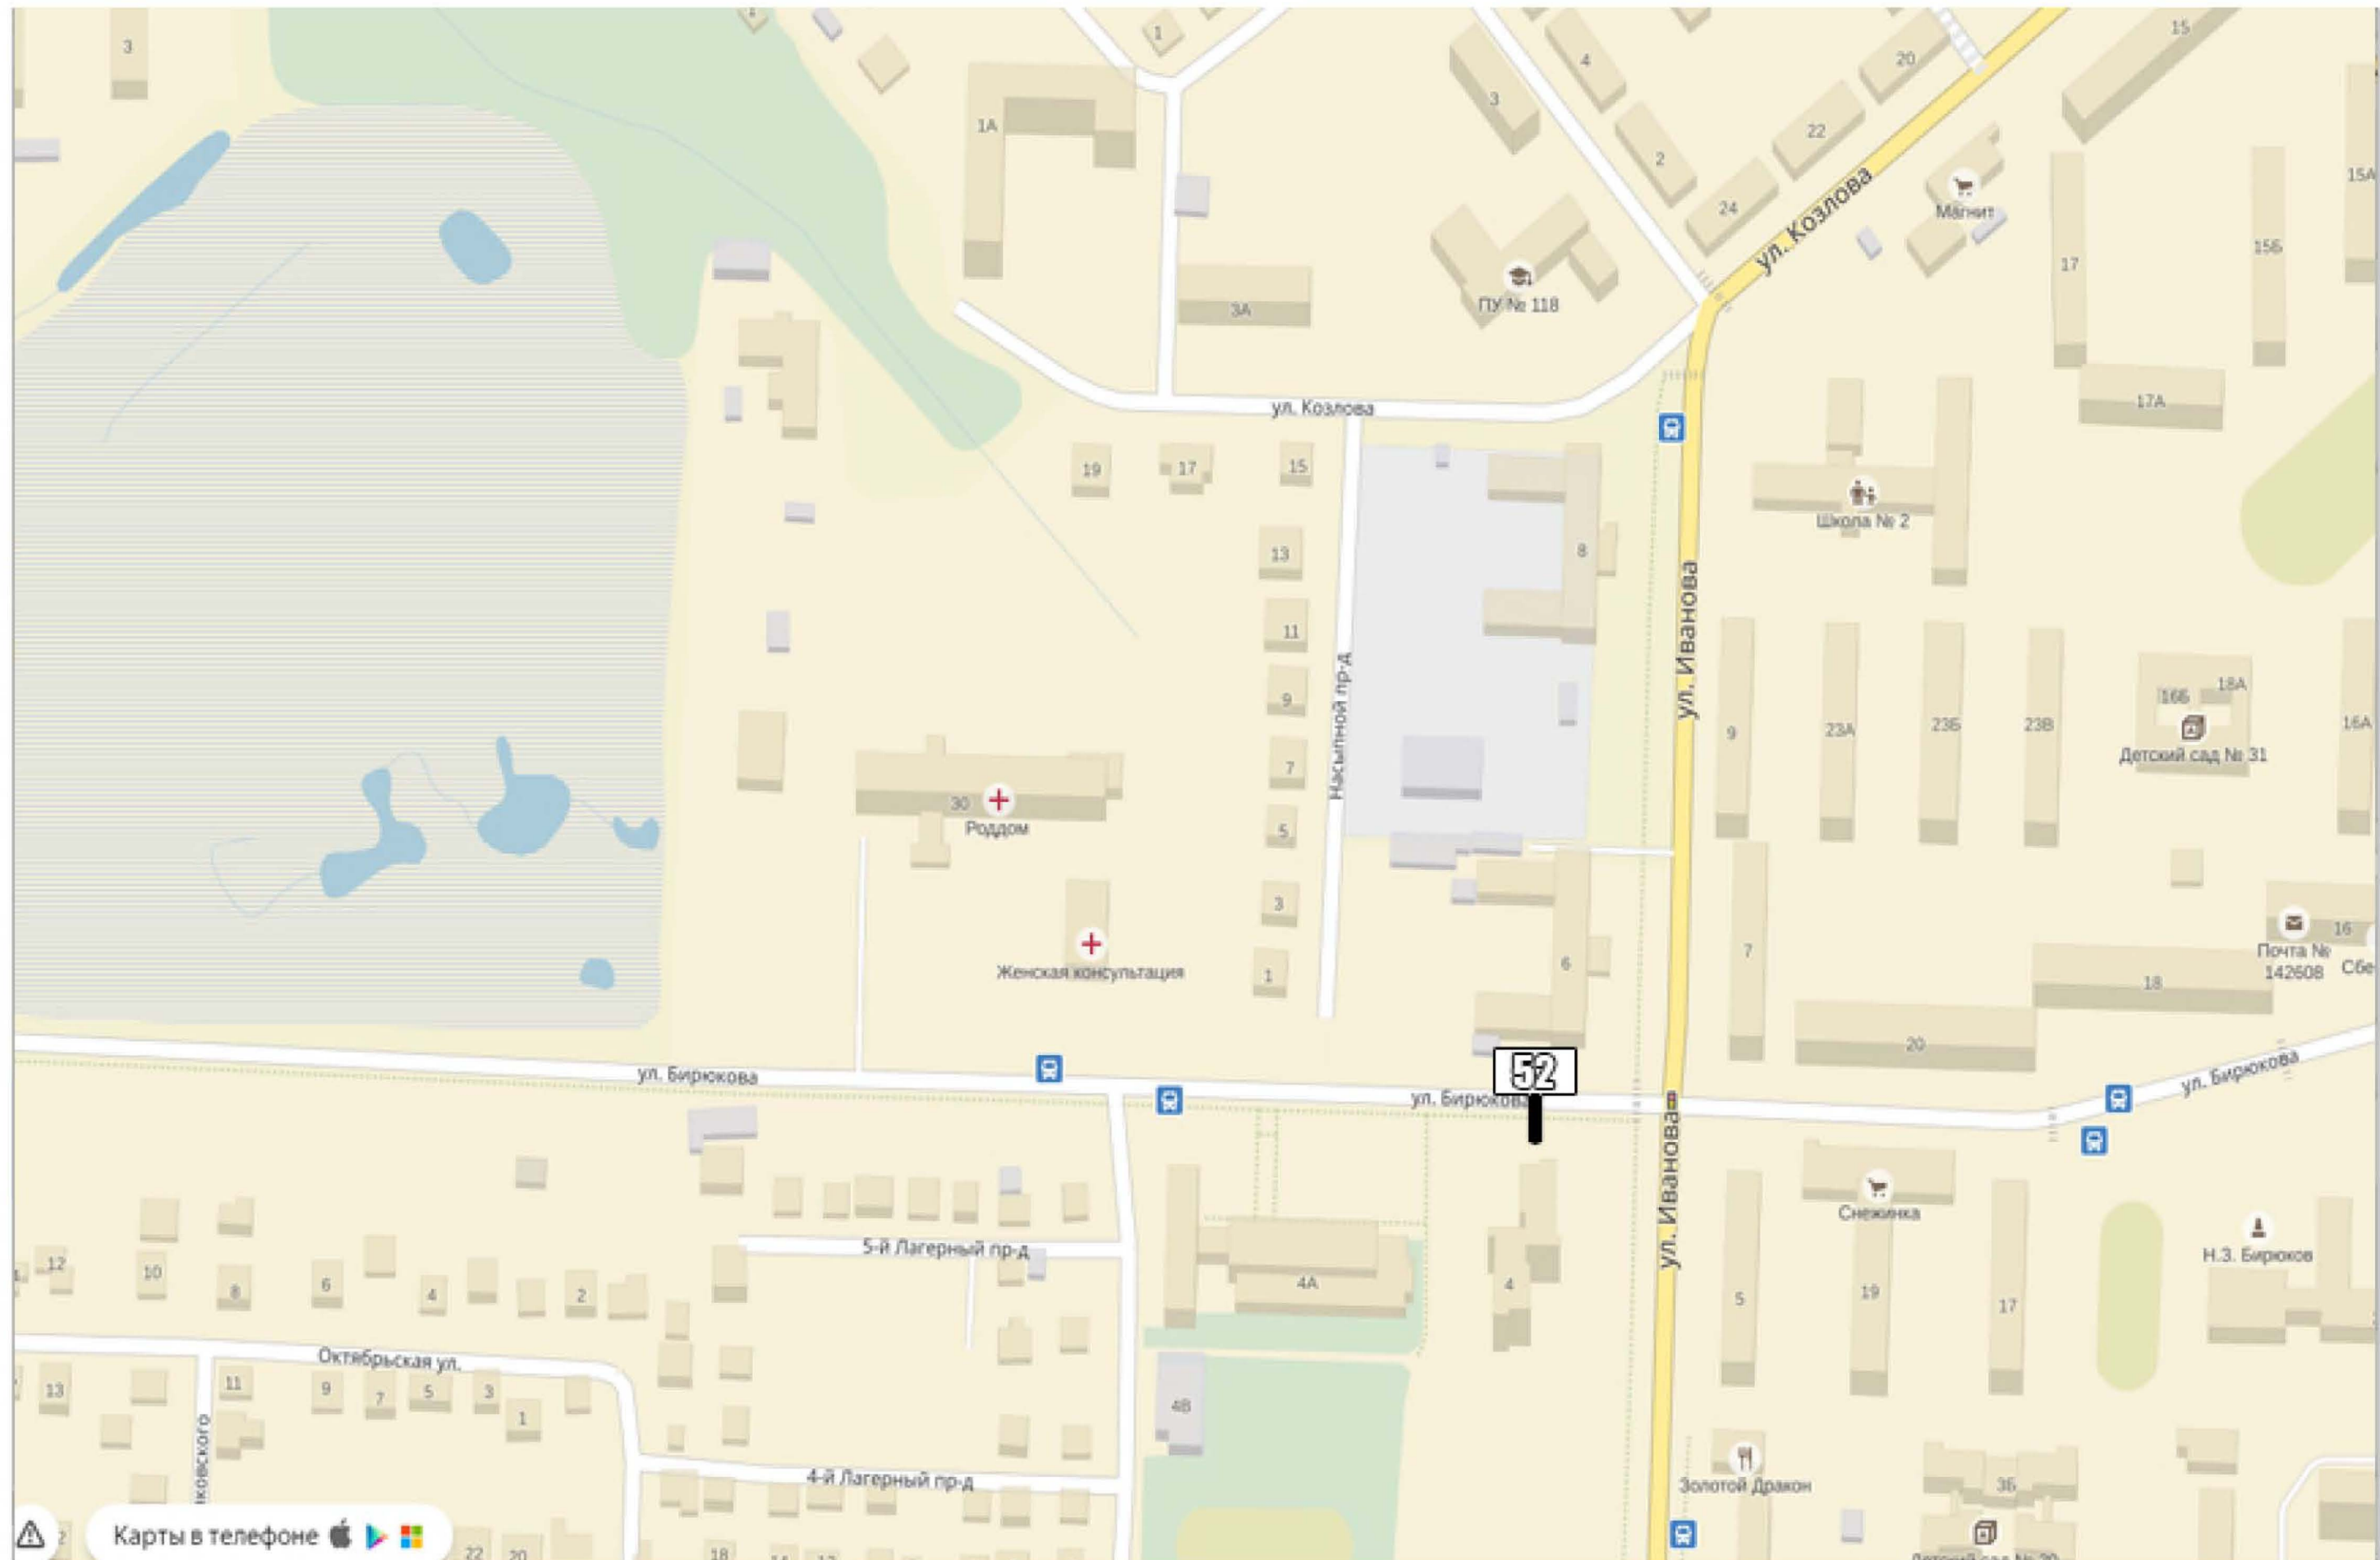 3
1
1
1А
3
4
20
15
2
22
24
ул. Козлова
Магнит
15А
17
15Б
3А
ПУ № 118
ул. Козлова
17А
19
17
15
Школа № 2
13
8
11
ул. Иванова
Насыпной пр-д
9
9
23А
23Б
23В
16Б
18А
16А
Детский сад № 31
7
30
Роддом
5
3
Женская консультация
1
6
7
16
Почта №
142608
Сбе
18
20
ул. Бирюкова
ул. Бирюкова
52
ул. Бирюкова
ул. Иванова
Снежинка
Н.З. Бирюков
5-й Лагерный пр-д
12
10
8
6
4
2
4А
4
5
19
17
Октябрьская ул.
13
11
9
7
5
3
1
4В
ковского
4-й Лагерный пр-д
Золотой Дракон
3Б
Карты в телефоне
22
20
18